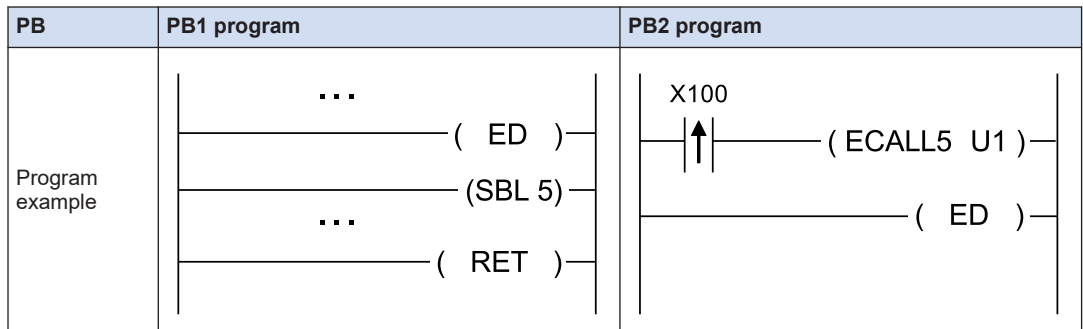 PB PB1 program PB2 program
Program
example
...
( ED )
(SBL 5)
...
( RET )
X100
( ECALL5 U1 )
( ED )